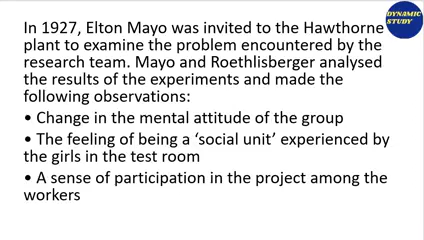 DYNAMIC
STUDY
In 1927, Elton Mayo was invited to the Hawthorne
plant to examine the problem encountered by the
research team. Mayo and Roethlisberger analysed
the results of the experiments and made the
following observations:
• Change in the mental attitude of the group
• The feeling of being a ‘social unit’ experienced by
the girls in the test room
• A sense of participation in the project among the
workers